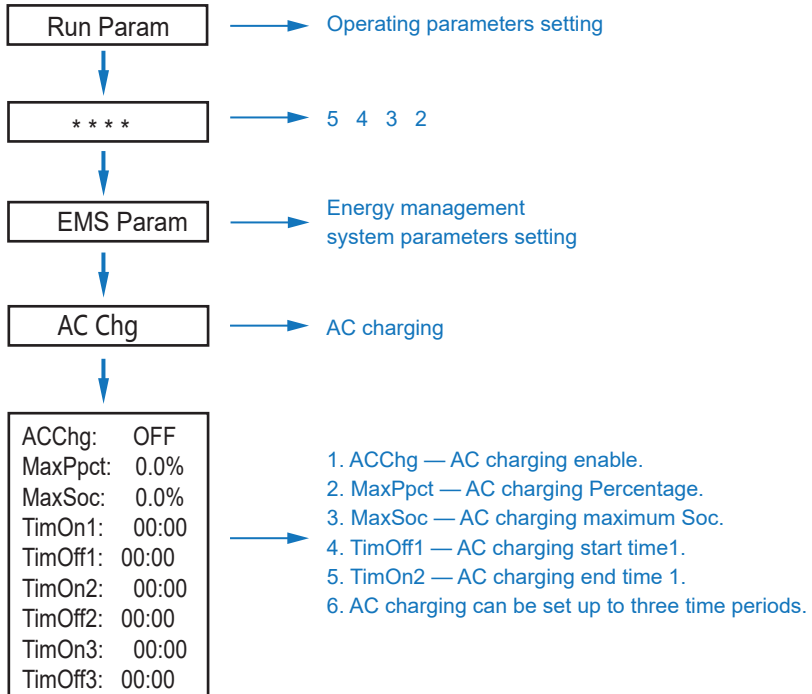 Run Param
Operating parameters setting
* * * *
5 4 3 2
EMS Param
Energy management
system parameters setting
AC Chg
AC charging
ACChg: OFF
MaxPpct: 0.0%
MaxSoc: 0.0%
TimOn1: 00:00
TimOff1: 00:00
TimOn2: 00:00
TimOff2: 00:00
TimOn3: 00:00
TimOff3: 00:00
1. ACChg — AC charging enable.
2. MaxPpct — AC charging Percentage.
3. MaxSoc — AC charging maximum Soc.
4. TimOff1 — AC charging start time1.
5. TimOn2 — AC charging end time 1.
6. AC charging can be set up to three time periods.